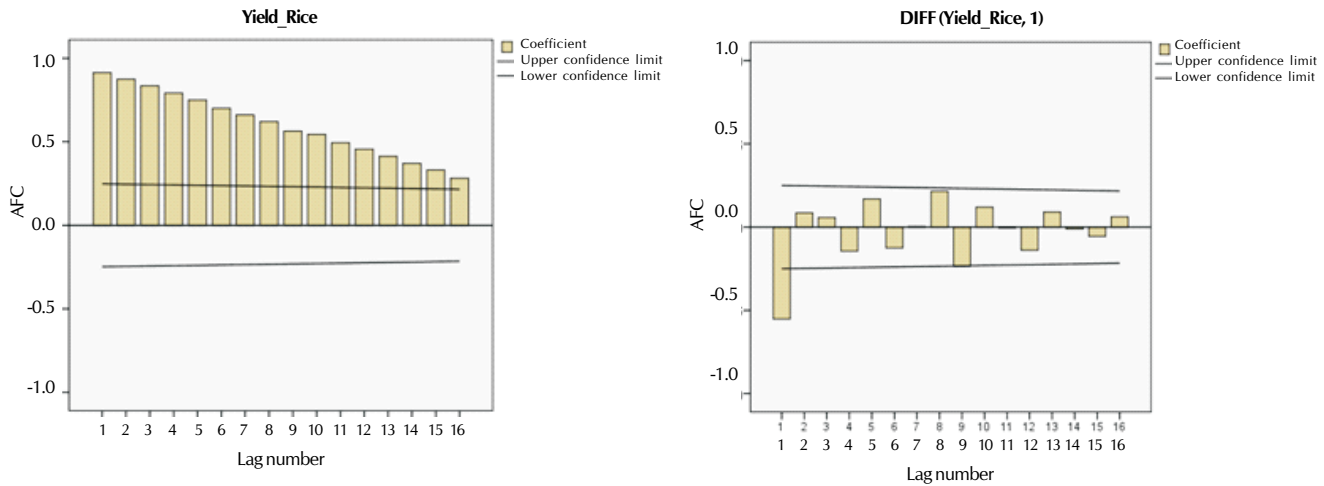 Yield_Rice
Coefficient
Upper confidence limit
Lower confidence limit
1.0
0.5
0.0
-0.5
-1.0
AFC
1 2 3 4 5 6 7 8 9 10 11 12 13 14 15 16
Lag number
DIFF (Yield_Rice, 1)
Coefficient
Upper confidence limit
Lower confidence limit
1.0
0.5
0.0
-0.5
-1.0
AFC
1 2 3 4 5 6 7 8 9 10 11 12 13 14 15 16
1 2 3 4 5 6 7 8 9 10 11 12 13 14 15 16
Lag number